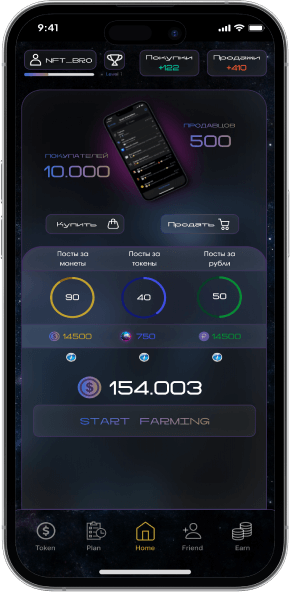 9:41
NFT_BRO
Level 1
Покупки
+122
Продажи
+410
ПРОДАВЦОВ
500
ПОКУПАТЕЛЕЙ
10.000
Купить
Продать
Посты за монеты
Посты за токены
Посты за рубли
90
40
50
14500
750
14500
154.003
START FARMING
Token
Plan
Home
Friend
Earn